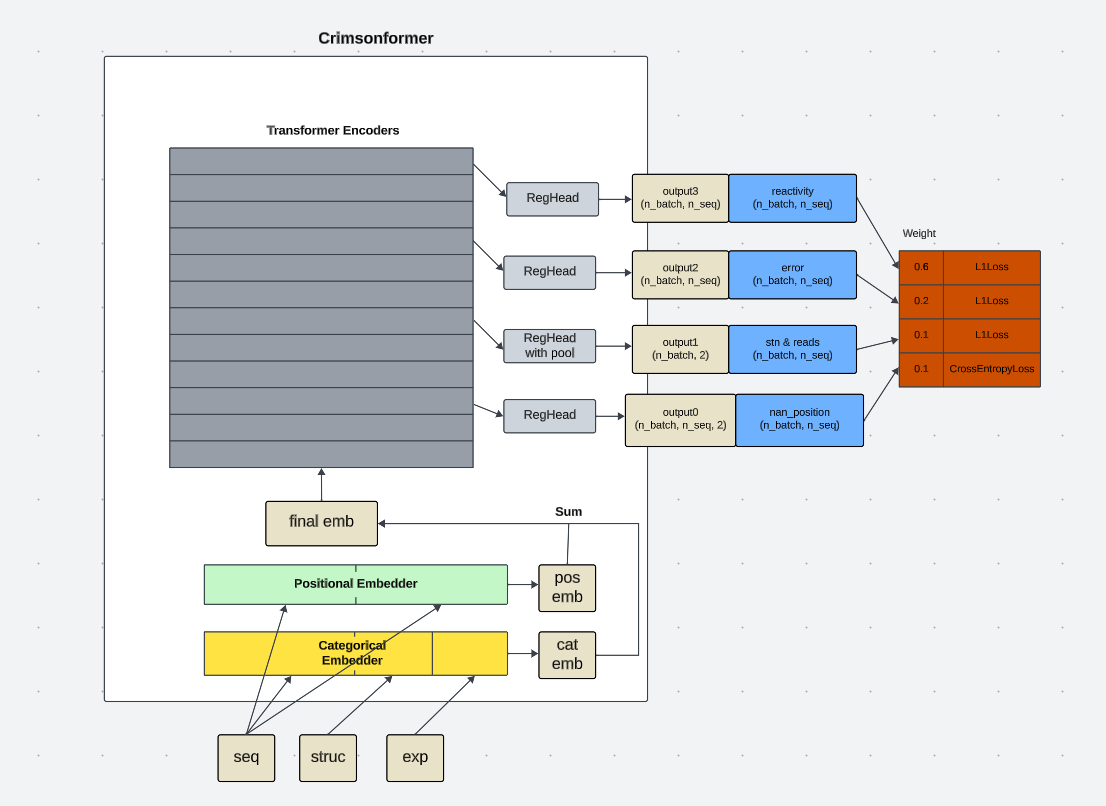 Crimsonformer
Transformer Encoders
RegHead
output3
(n_batch, n_seq)
reactivity
(n_batch, n_seq)
Weight
RegHead
output2
(n_batch, n_seq)
error
(n_batch, n_seq)
0.6
L1Loss
0.2
L1Loss
RegHead
with pool
output1
(n_batch, 2)
stn & reads
(n_batch, n_seq)
0.1
L1Loss
0.1
CrossEntropyLoss
RegHead
output0
(n_batch, n_seq, 2)
nan_position
(n_batch, n_seq)
final emb
Sum
Positional Embedder
pos
emb
Categorical
Embedder
cat
emb
seq
struc
exp